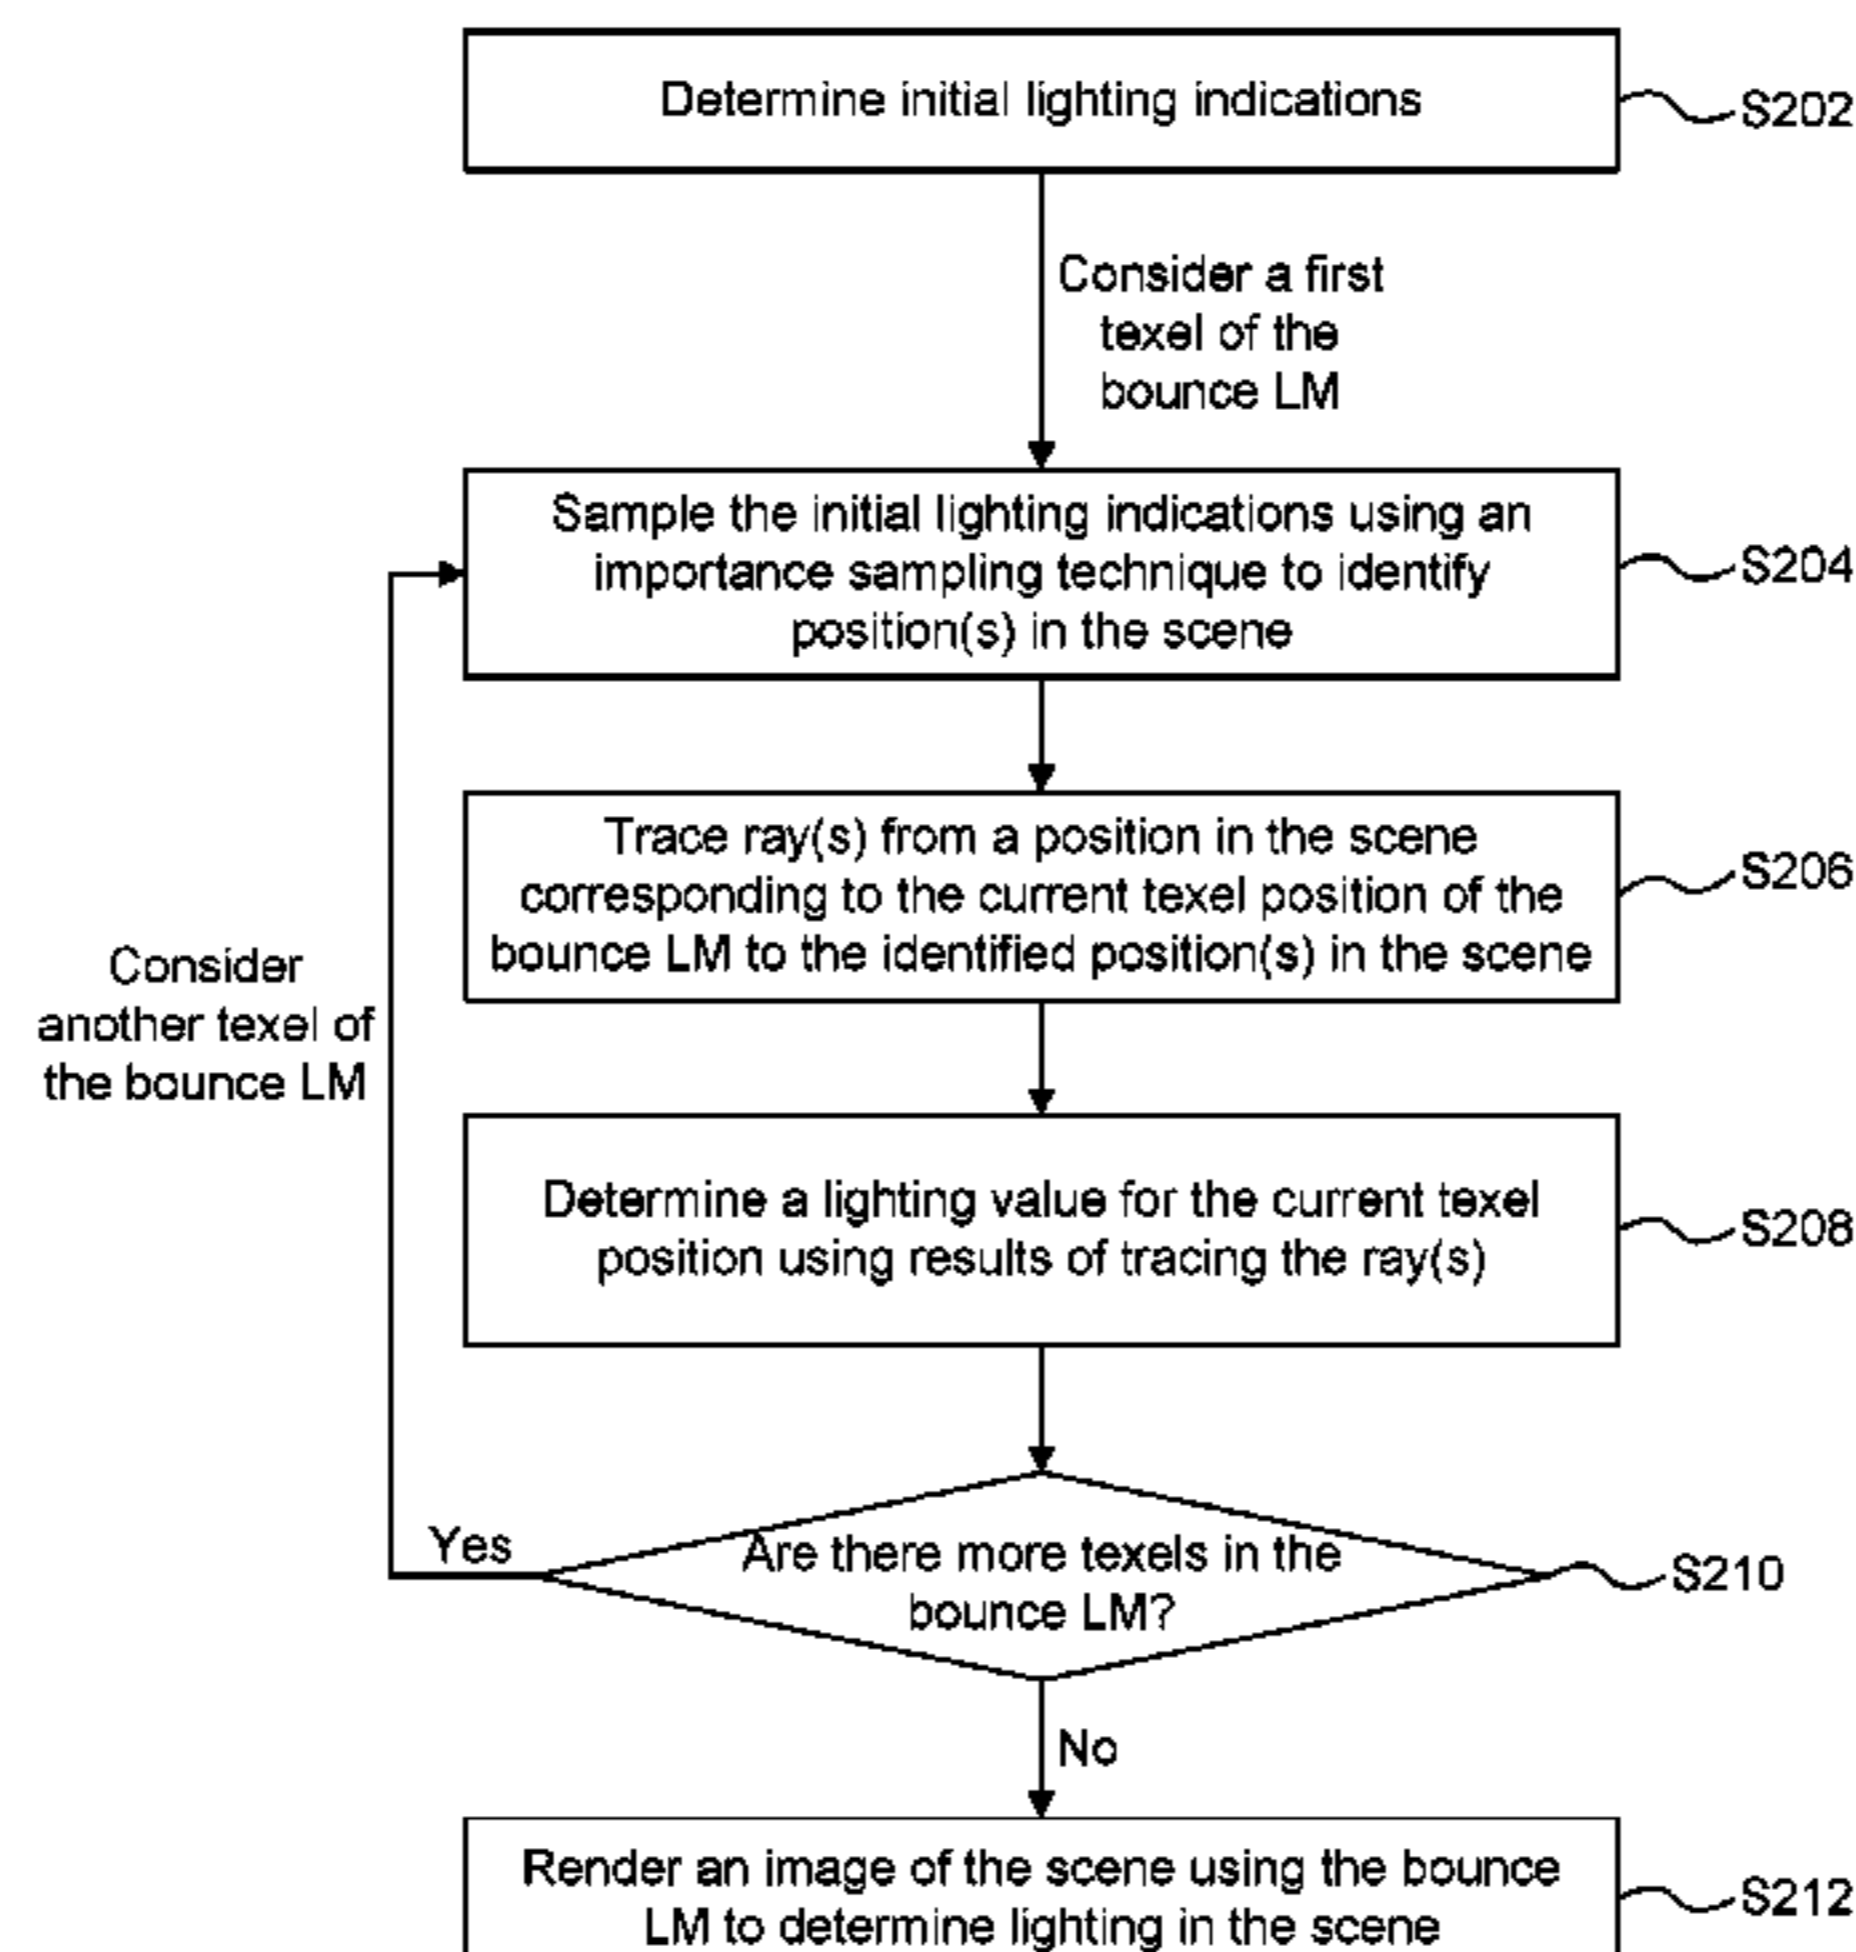 Determine initial lighting indications
S202
Consider a first
texel of the
bounce LM
Sample the initial lighting indications using an
importance sampling technique to identify
position(s) in the scene
S204
Trace ray(s) from a position in the scene
corresponding to the current texel position of the
bounce LM to the identified position(s) in the scene
S206
Consider
another texel of
the bounce LM
Determine a lighting value for the current texel
position using results of tracing the ray(s)
S208
Yes
Are there more texels in the
bounce LM?
S210
No
Render an image of the scene using the bounce
LM to determine lighting in the scene
S212